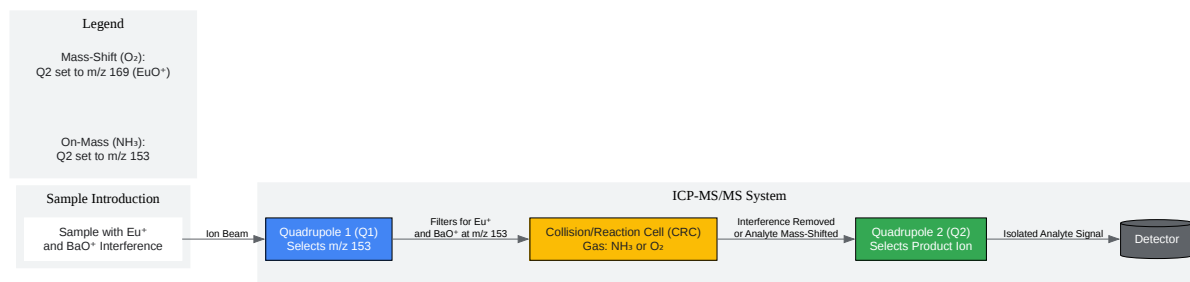 Legend
Mass-Shift (O₂):
Q2 set to m/z 169 (EuO⁺)
On-Mass (NH₃):
Q2 set to m/z 153
Sample Introduction
Sample with Eu⁺
and BaO⁺ Interference
Ion Beam
ICP-MS/MS System
Quadrupole 1 (Q1)
Selects m/z 153
Filters for Eu⁺
and BaO⁺ at m/z 153
Collision/Reaction Cell (CRC)
Gas: NH₃ or O₂
Interference Removed
or Analyte Mass-Shifted
Quadrupole 2 (Q2)
Selects Product Ion
Isolated Analyte Signal
Detector